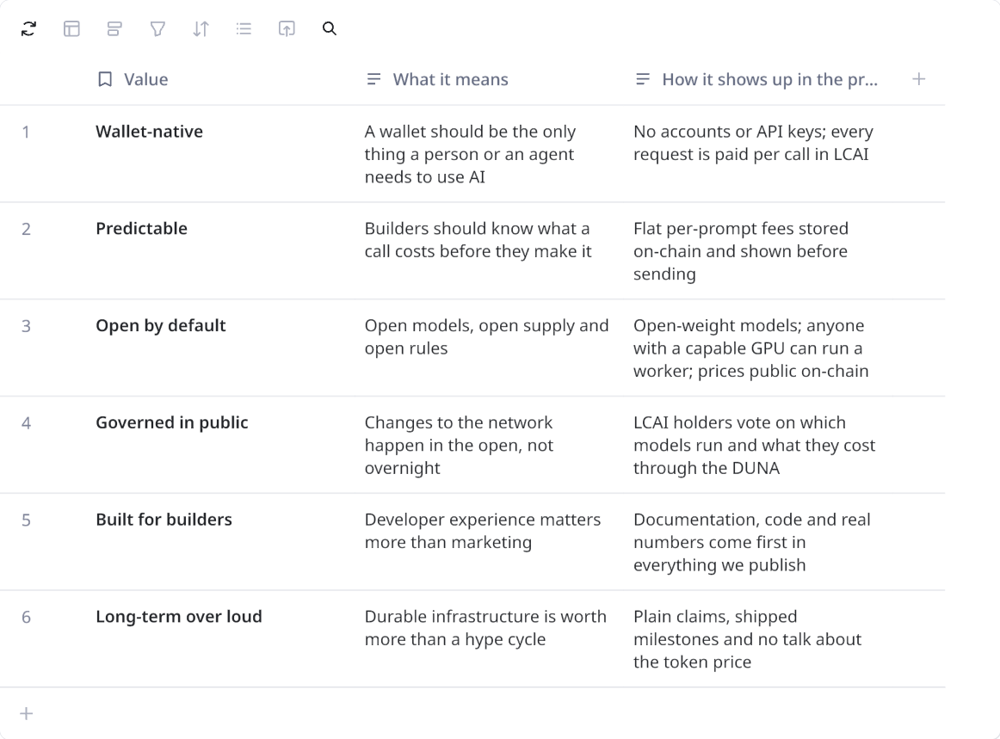 Value
What it means
How it shows up in the pr...
1
Wallet-native
A wallet should be the only
thing a person or an agent
needs to use AI
No accounts or API keys; every
request is paid per call in LCAI
2
Predictable
Builders should know what a
call costs before they make it
Flat per-prompt fees stored
on-chain and shown before
sending
3
Open by default
Open models, open supply and
open rules
Open-weight models; anyone
with a capable GPU can run a
worker; prices public on-chain
4
Governed in public
Changes to the network
happen in the open, not
overnight
LCAI holders vote on which
models run and what they cost
through the DUNA
5
Built for builders
Developer experience matters
more than marketing
Documentation, code and real
numbers come first in
everything we publish
6
Long-term over loud
Durable infrastructure is worth
more than a hype cycle
Plain claims, shipped
milestones and no talk about
the token price